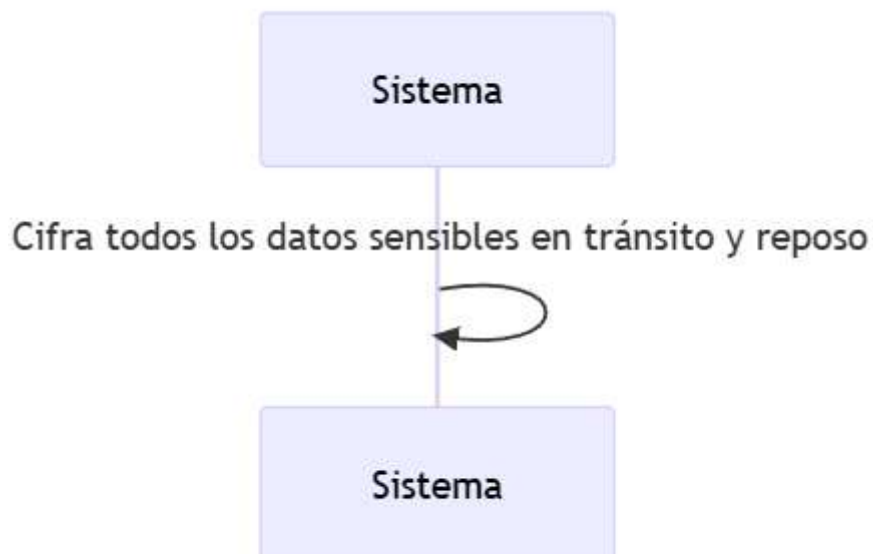 Sistema
Cifra todos los datos sensibles en tránsito y reposo
Sistema